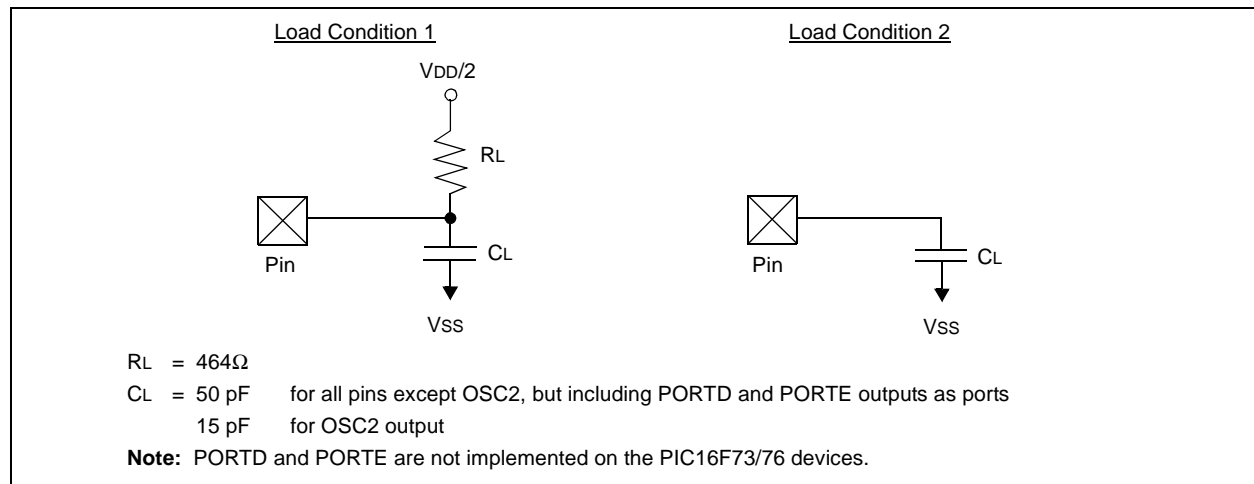 Load Condition 1
Load Condition 2
VDD/2
RL
Pin
CL
VSS
Pin
CL
VSS
RL = 464Ω
CL = 50 pF for all pins except OSC2, but including PORTD and PORTE outputs as ports
15 pF for OSC2 output
Note: PORTD and PORTE are not implemented on the PIC16F73/76 devices.